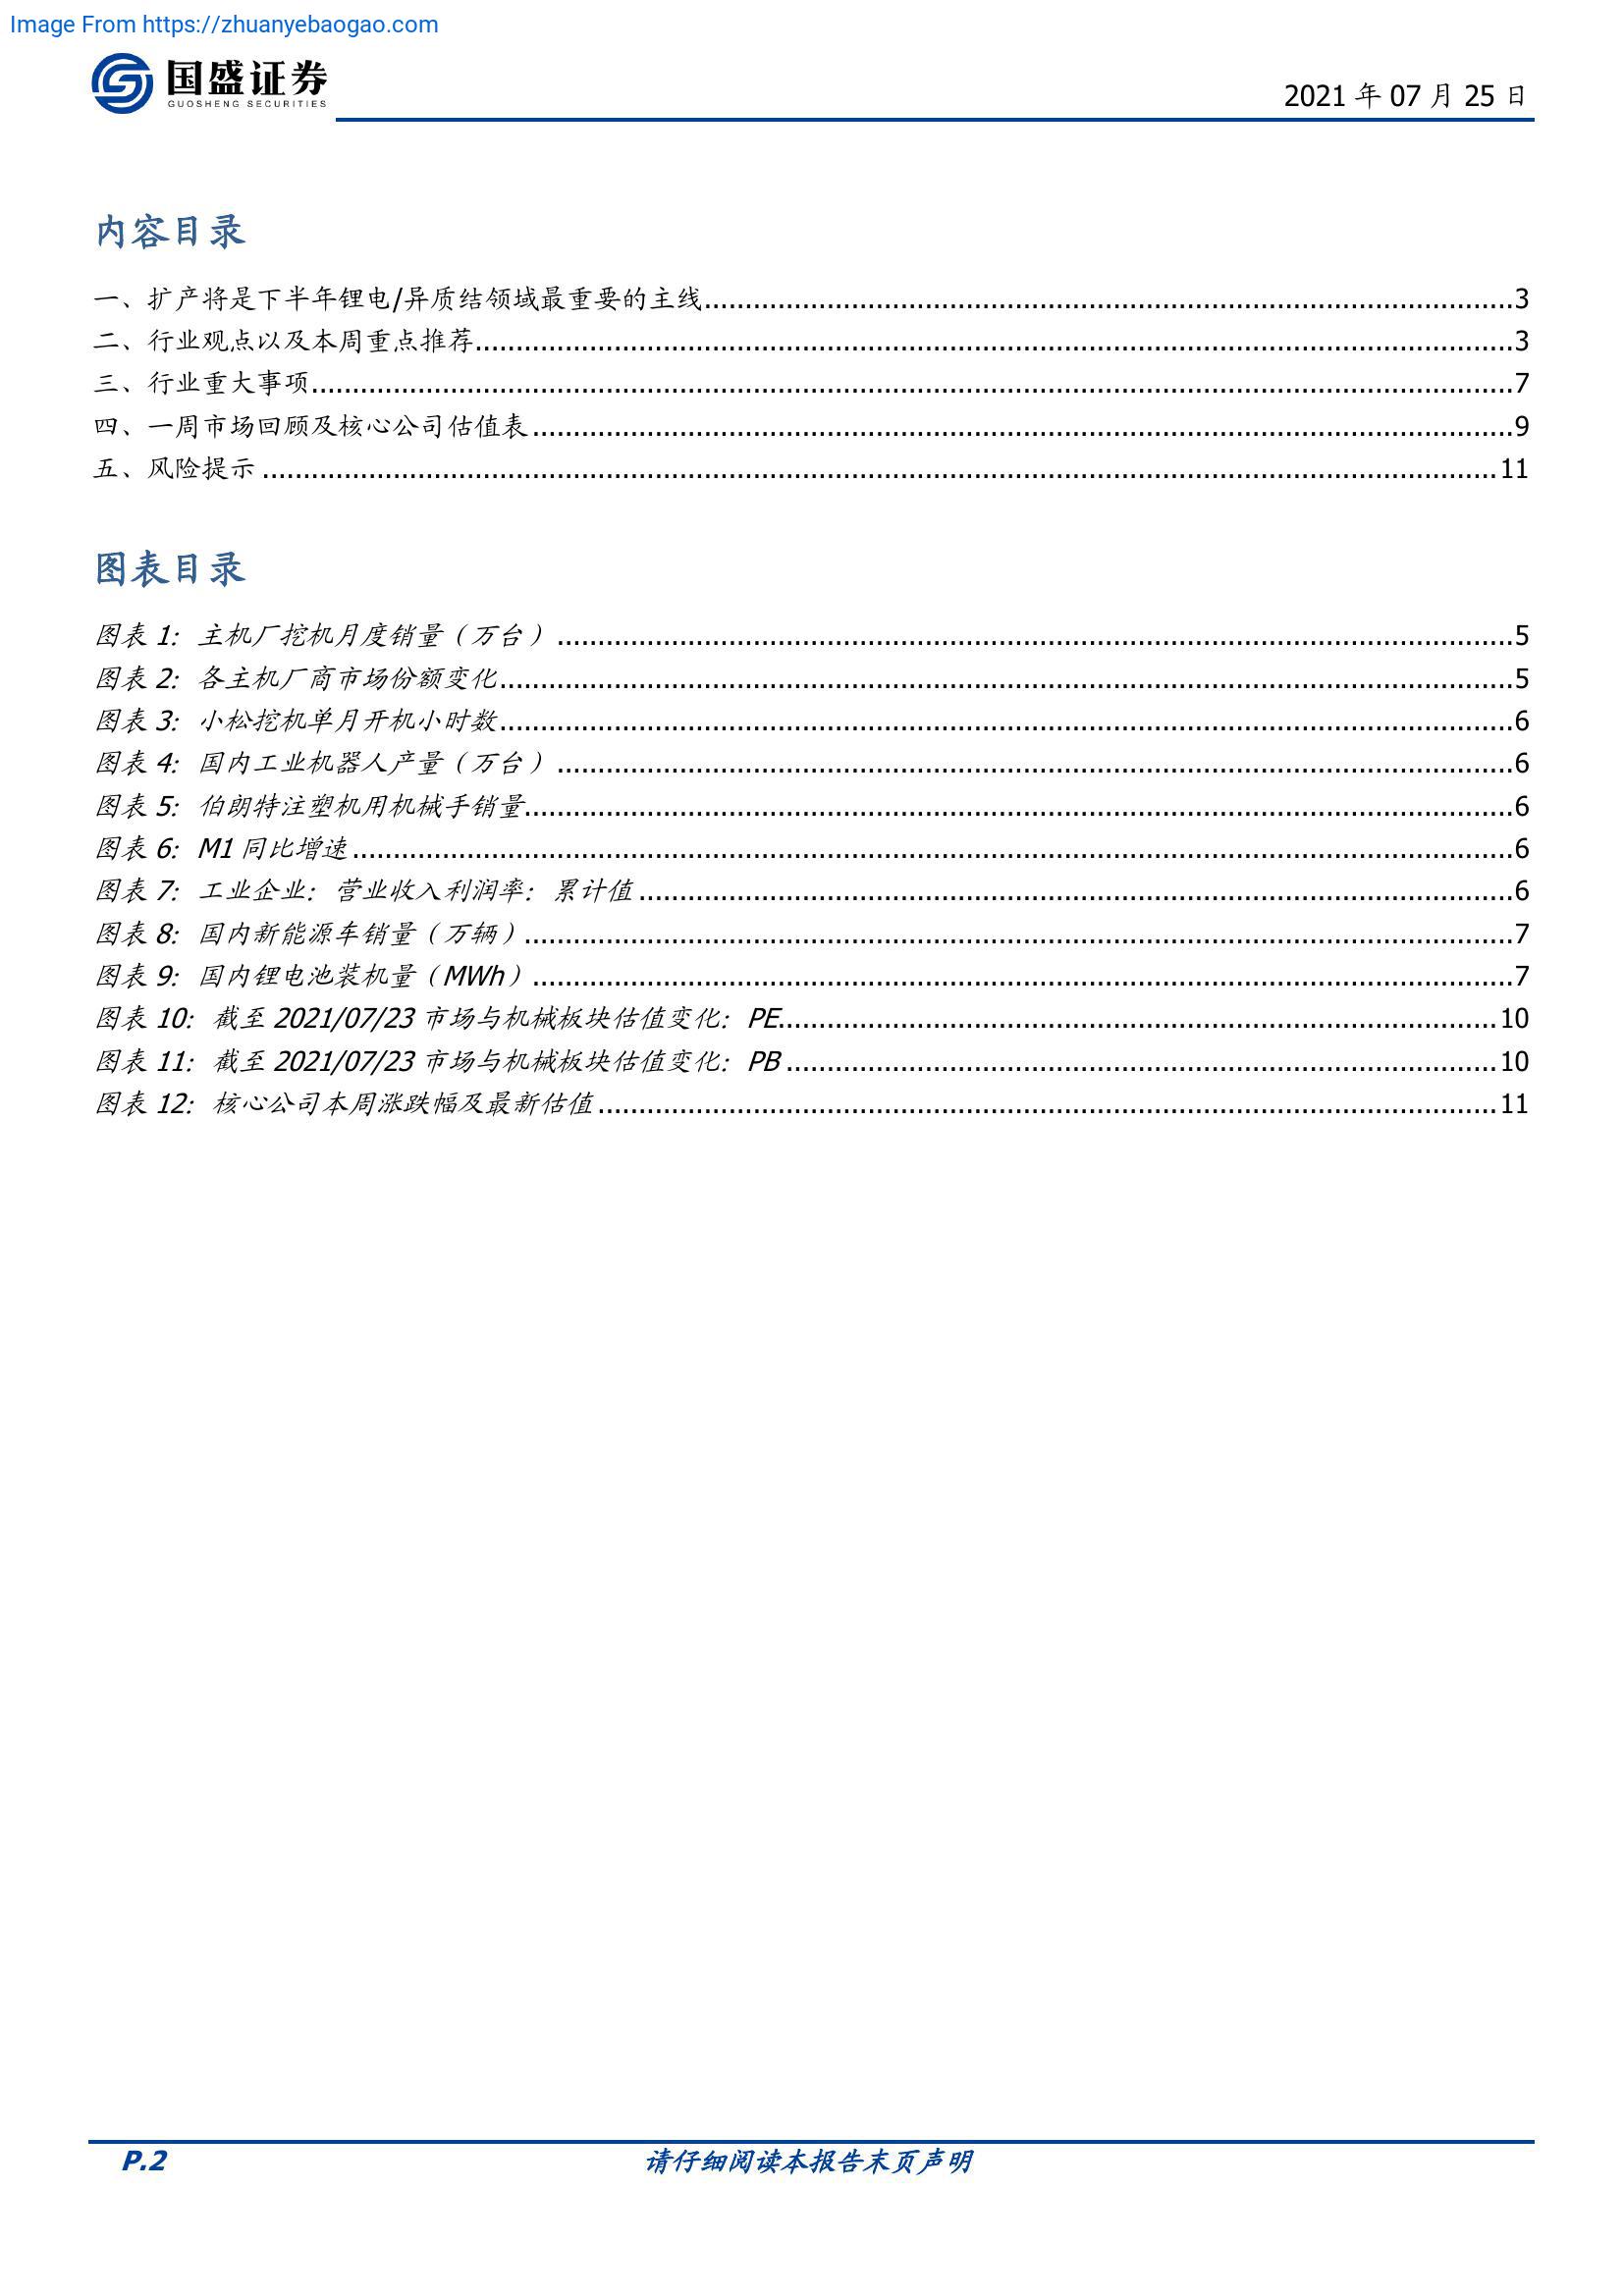 Image From https://zhuanyebaogao.com
国盛证券
GUOSHENG SECURITIES
2021 年 07 月 25 日
内容目录
一、扩产将是下半年锂电/异质结领域最重要的主线 3
二、行业观点以及本周重点推荐 3
三、行业重大事项 7
四、一周市场回顾及核心公司估值表 9
五、风险提示 11
图表目录
图表 1: 主机厂挖机月度销量（万台） 5
图表 2: 各主机厂商市场份额变化 5
图表 3: 小松挖机单月开机小时数 6
图表 4: 国内工业机器人产量（万台） 6
图表 5: 伯朗特注塑机用机械手销量 6
图表 6: M1 同比增速 6
图表 7: 工业企业：营业收入利润率：累计值 6
图表 8: 国内新能源车销量（万辆） 7
图表 9: 国内锂电池装机量（MWh） 7
图表 10: 截至 2021/07/23 市场与机械板块估值变化：PE 10
图表 11: 截至 2021/07/23 市场与机械板块估值变化：PB 10
图表 12: 核心公司本周涨跌幅及最新估值 11
P.2
请仔细阅读本报告末页声明